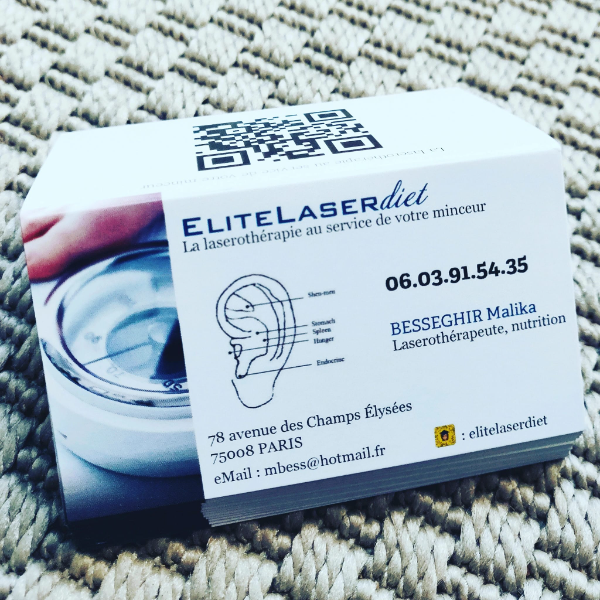 ELITELASERdiet
La laserothérapie au service de votre minceur
06.03.91.54.35
BESSEGHIR Malika
Laserothérapeute, nutrition
Shen-men
Stomach
Spleen
Hunger
Endocrine
78 avenue des Champs Élysées
75008 PARIS
eMail : mbess@hotmail.fr
: elitelaserdiet